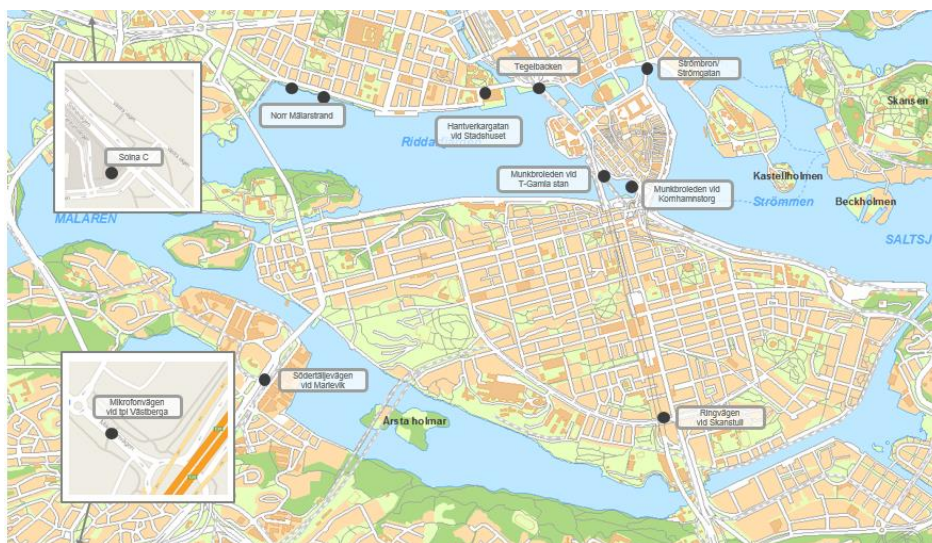 Tegelbacken
Strömbron/
Strömgatan
Skansen
Norr Mälarstrand
Hantverkargatan
vid Stadshuset
Ridda
Solna C
Munkbroleden vid
T-Gamla stan
Munkbroleden vid
Kornhamnstorg
Kastellholmen
Strömmen
Beckholmen
MÄLAREN
SALTSJ
Södertäljevägen
vid Marievik
Mikrofonvägen
vid tpl Västberga
Årsta holmar
Ringvägen
vid Skanstull